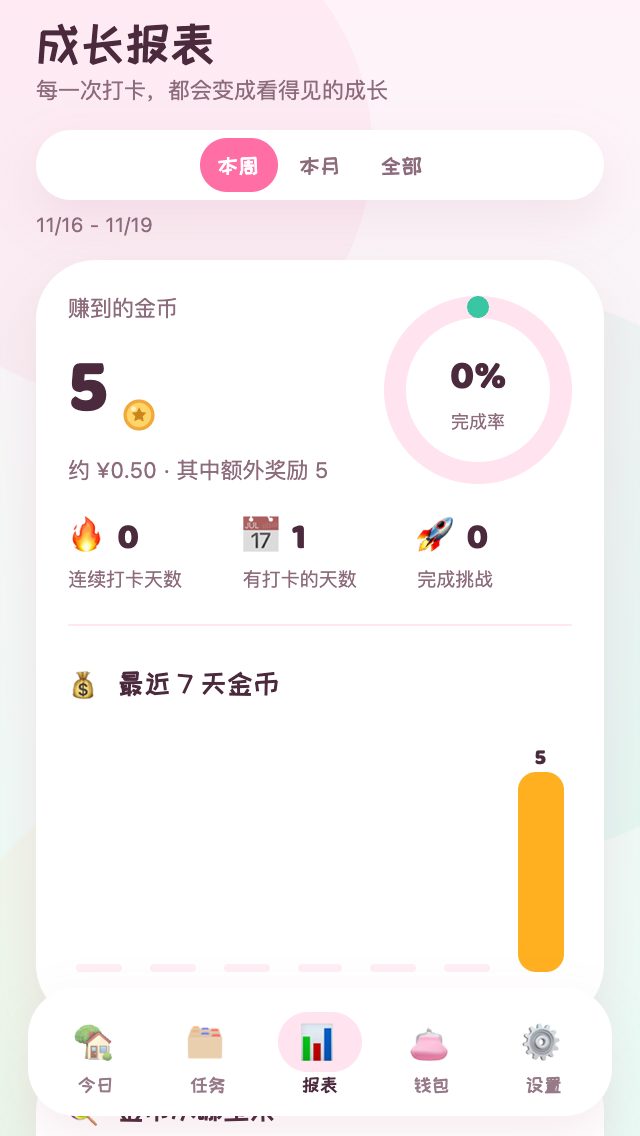 成长报表
每一次打卡，都会变成看得见的成长
本周 本月 全部
11/16 - 11/19
赚到的金币
5
0%
完成率
约 ¥0.50 · 其中额外奖励 5
0 JUL 17 1 0
连续打卡天数 有打卡的天数 完成挑战
最近 7 天金币
5
今日 任务 报表 钱包 设置